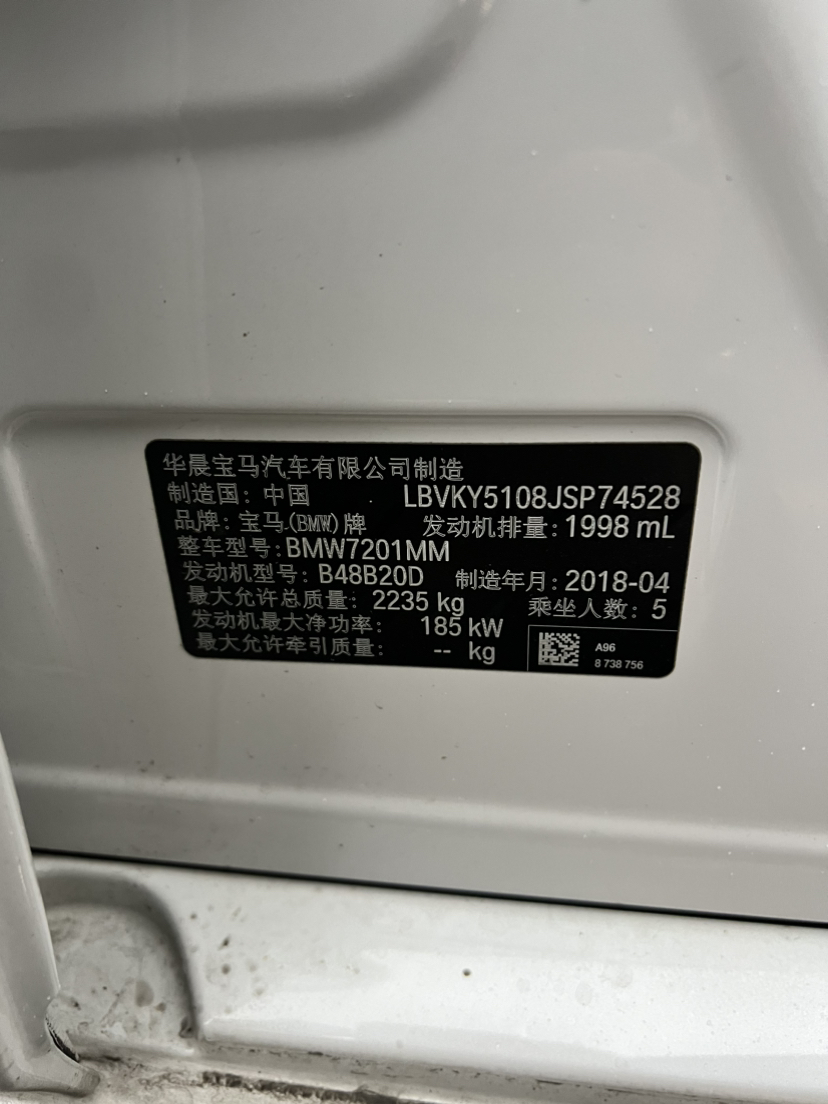 华晨宝马汽车有限公司制造
制造国：中国 LBVKY5108JSP74528
品牌：宝马(BMW)牌 发动机排量：1998 mL
整车型号：BMW7201MM
发动机型号：B48B20D 制造年月：2018-04
最大允许总质量：2235 kg 乘坐人数：5
发动机最大净功率：185 kW
最大允许牵引质量：-- kg
A96
8 738 756